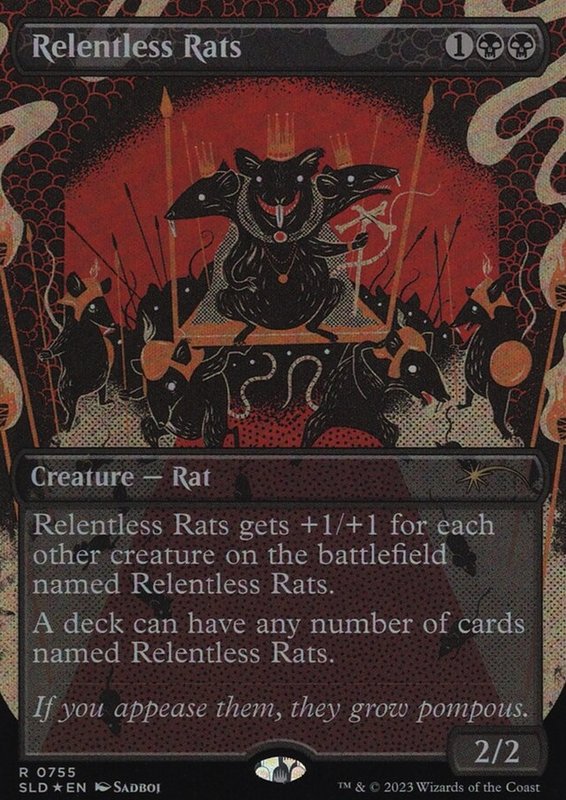 Relentless Rats 1
Creature — Rat
Relentless Rats gets +1/+1 for each
other creature on the battlefield
named Relentless Rats.
A deck can have any number of cards
named Relentless Rats.
If you appease them, they grow pompous.
2/2
R 0755
SLD ★ EN SADBOI
™ & © 2023 Wizards of the Coast